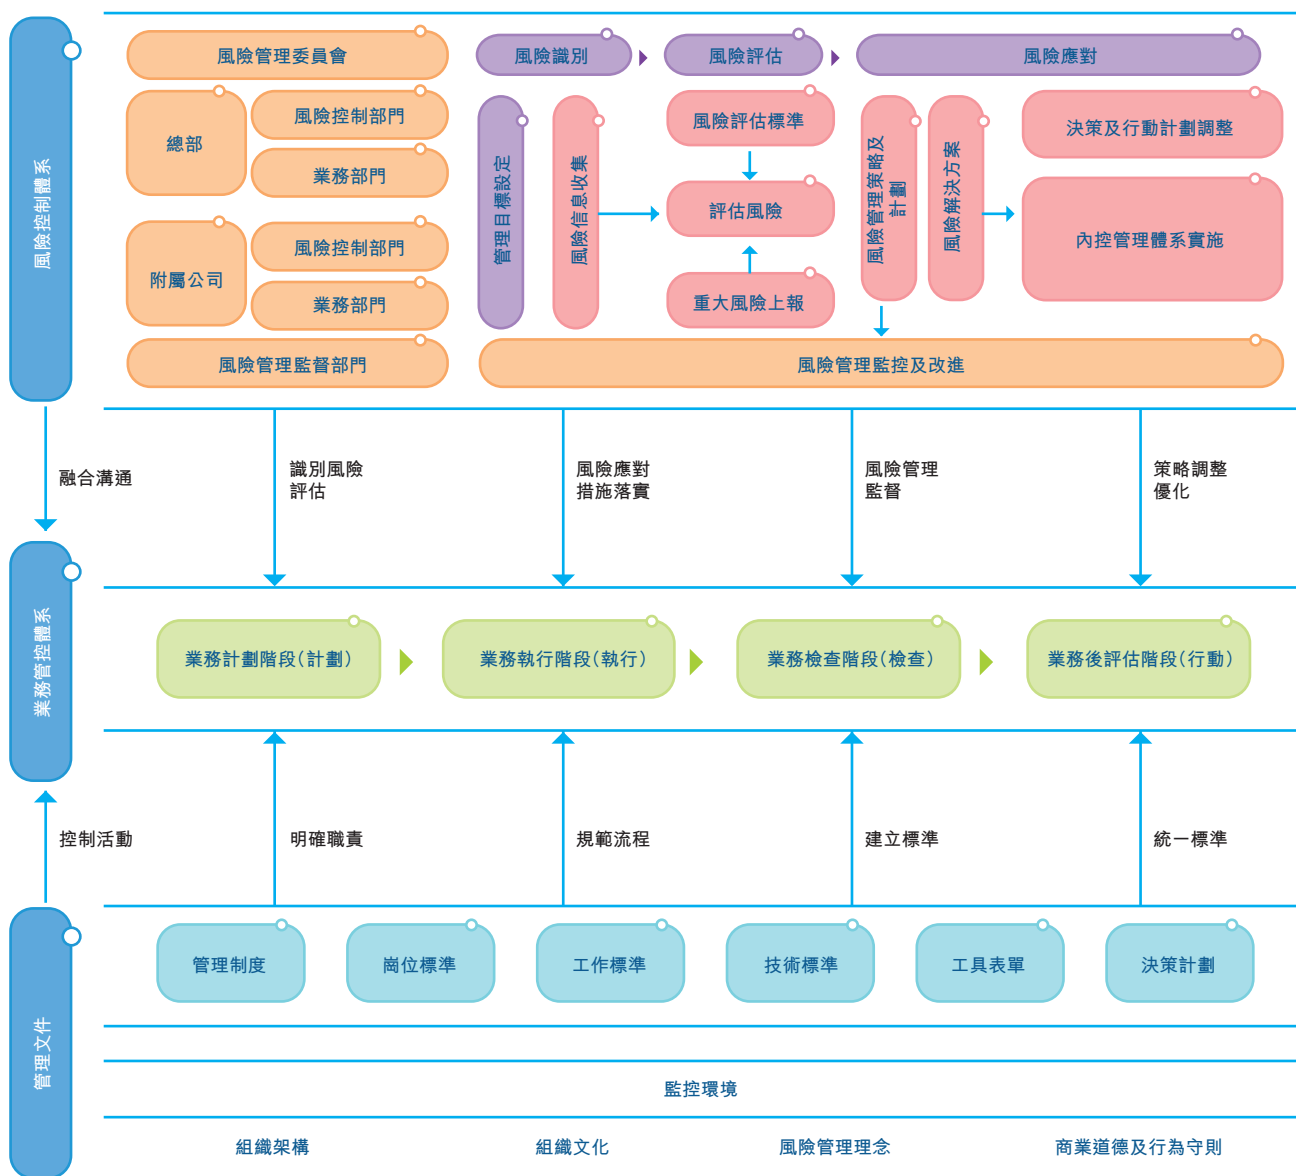 風險控制體系
風險管理委員會
總部
風險控制部門
業務部門
附屬公司
風險控制部門
業務部門
風險管理監督部門
風險識別
風險評估
風險應對
管理目標設定
風險信息收集
風險評估標準
評估風險
重大風險上報
風險管理策略及
計劃
風險解決方案
決策及行動計劃調整
內控管理體系實施
風險管理監控及改進
融合溝通
識別風險
評估
風險應對
措施落實
風險管理
監督
策略調整
優化
業務管控體系
業務計劃階段(計劃)
業務執行階段(執行)
業務檢查階段(檢查)
業務後評估階段(行動)
控制活動
明確職責
規範流程
建立標準
統一標準
管理文件
管理制度
崗位標準
工作標準
技術標準
工具表單
決策計劃
監控環境
組織架構
組織文化
風險管理理念
商業道德及行為守則